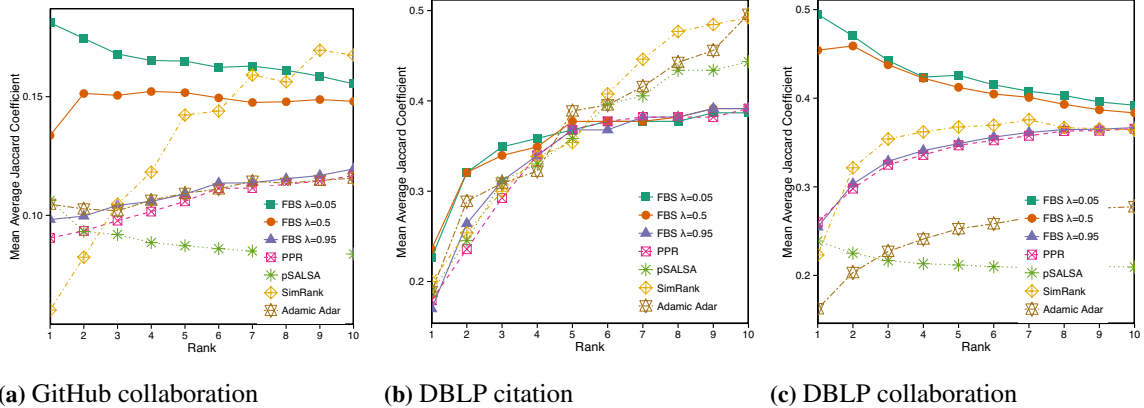 Mean Average Jaccard Coefficient
0.15
0.10
FBS λ=0.05
FBS λ=0.5
FBS λ=0.95
PPR
pSALSA
SimRank
Adamic Adar
1 2 3 4 5 6 7 8 9 10
Rank
(a) GitHub collaboration
Mean Average Jaccard Coefficient
0.5
0.4
0.3
0.2
FBS λ=0.05
FBS λ=0.5
FBS λ=0.95
PPR
pSALSA
SimRank
Adamic Adar
1 2 3 4 5 6 7 8 9 10
Rank
(b) DBLP citation
Mean Average Jaccard Coefficient
0.5
0.4
0.3
0.2
FBS λ=0.05
FBS λ=0.5
FBS λ=0.95
PPR
pSALSA
SimRank
Adamic Adar
1 2 3 4 5 6 7 8 9 10
Rank
(c) DBLP collaboration